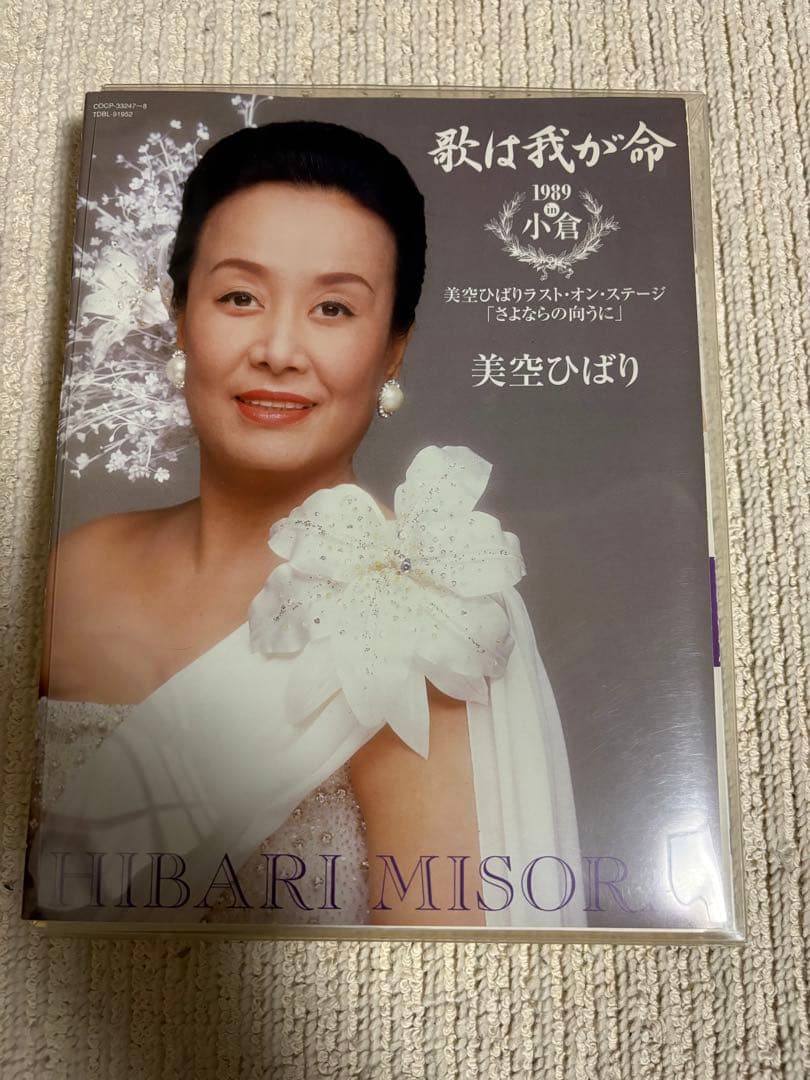 COCP-33247~8
TDBL-91952
歌は我が命
1989
in
小倉
美空ひばりラスト・オン・ステージ
「さよならの向うに」
美空ひばり
HIBARI MISORA